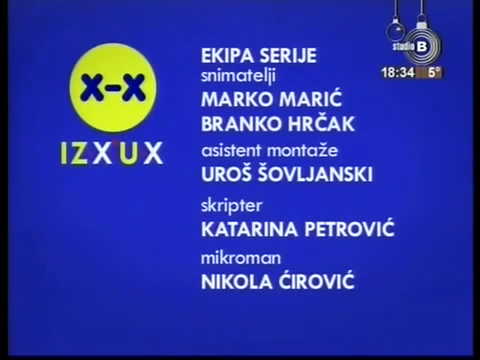 X-X
IZ X U X
EKIPA SERIJE
snimatelji
MARKO MARIĆ
BRANKO HRČAK
asistent montaže
UROŠ ŠOVLJANSKI
skripter
KATARINA PETROVIĆ
mikroman
NIKOLA ĆIROVIĆ
studio B
18:34 5°